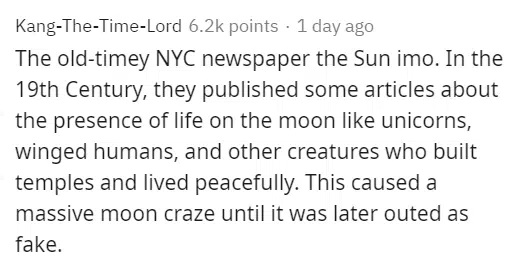 Kang-The-Time-Lord 6.2k points · 1 day ago
The old-timey NYC newspaper the Sun imo. In the
19th Century, they published some articles about
the presence of life on the moon like unicorns,
winged humans, and other creatures who built
temples and lived peacefully. This caused a
massive moon craze until it was later outed as
fake.